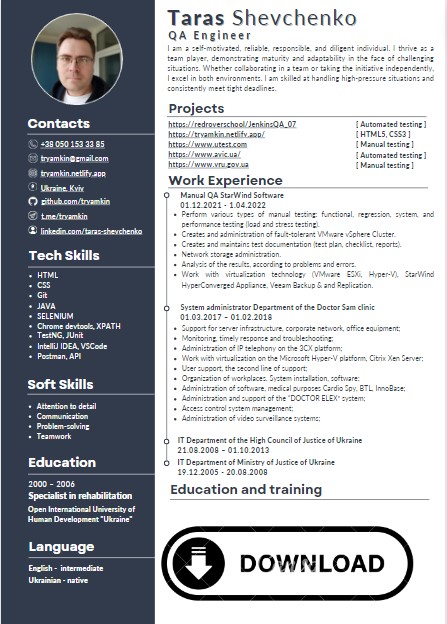 Taras Shevchenko
QA Engineer
I am a self-motivated, reliable, responsible, and diligent individual. I thrive as a
team player, demonstrating maturity and adaptability in the face of challenging
situations. Whether collaborating in a team or taking the initiative independently,
I excel in both environments. I am skilled at handling high-pressure situations and
consistently meet tight deadlines.
Contacts
+38 050 153 33 85
tryamkin@gmail.com
tryamkin.netlify.app
Ukraine, Kyiv
github.com/tryamkin
t.me/tryamkin
linkedin.com/taras-shevchenko
Tech Skills
• HTML
• CSS
• Git
• JAVA
• SELENIUM
• Chrome devtools, XPATH
• TestNG, JUnit
• IntelliJ IDEA, VSCode
• Postman, API
Soft Skills
• Attention to detail
• Communication
• Problem-solving
• Teamwork
Education
2000 – 2006
Specialist in rehabilitation
Open International University of
Human Development "Ukraine"
Language
English - intermediate
Ukrainian - native
Projects
https://redroverschool/JenkinsQA_07 [ Automated testing ]
https://tryamkin.netlify.app/ [ HTML5, CSS3 ]
https://www.utest.com [ Manual testing ]
https://www.avic.ua/ [ Automated testing ]
https://www.vru.gov.ua [ Manual testing ]
Work Experience
Manual QA StarWind Software
01.12.2021 - 1.04.2022
• Perform various types of manual testing: functional, regression, system, and
performance testing (load and stress testing).
• Creates and administration of fault-tolerant VMware vSphere Cluster.
• Creates and maintains test documentation (test plan, checklist, reports).
• Network storage administration.
• Analysis of the results, according to problems and errors.
• Work with virtualization technology (VMware ESXi, Hyper-V), StarWind
HyperConverged Appliance, Veeam Backup & and Replication.
System administrator Department of the Doctor Sam clinic
01.03.2017 – 01.02.2018
• Support for server infrastructure, corporate network, office equipment;
• Monitoring, timely response and troubleshooting;
• Administration of IP telephony on the 3CX platform;
• Work with virtualization on the Microsoft Hyper-V platform, Citrix Xen Server;
• User support, the second line of support;
• Organization of workplaces. System installation, software;
• Administration of software, medical purposes Cardio Spy, BTL, InnoBase;
• Administration and support of the "DOCTOR ELEX" system;
• Access control system management;
• Administration of video surveillance systems;
IT Department of the High Council of Justice of Ukraine
21.08.2008 – 01.10.2013
IT Department of Ministry of Justice of Ukraine
19.12.2005 - 20.08.2008
Education and training
DOWNLOAD